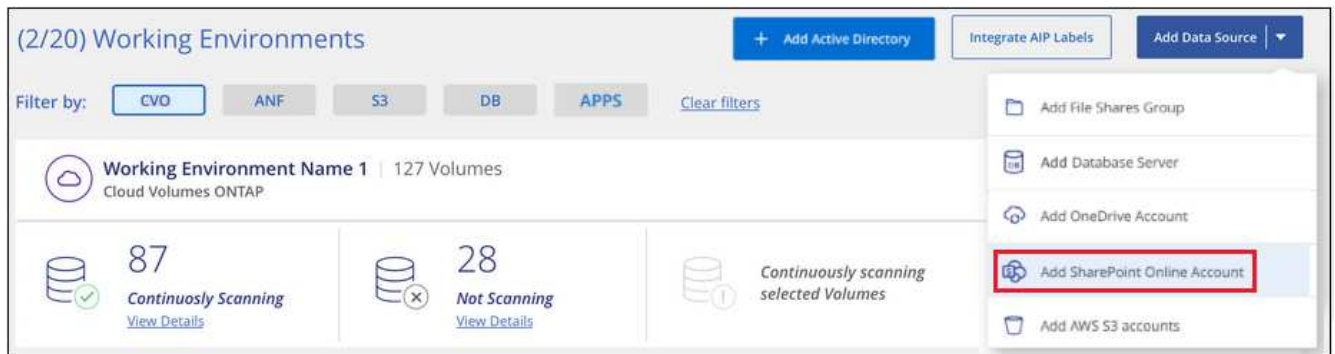 (2/20) Working Environments
+ Add Active Directory
Integrate AIP Labels
Add Data Source
Filter by:
CVO
ANF
S3
DB
APPS
Clear filters
Working Environment Name 1 | 127 Volumes
Cloud Volumes ONTAP
87
Continuosly Scanning
View Details
28
Not Scanning
View Details
Continuously scanning
selected Volumes
Add File Shares Group
DB
Add Database Server
Add OneDrive Account
Add SharePoint Online Account
Add AWS S3 accounts